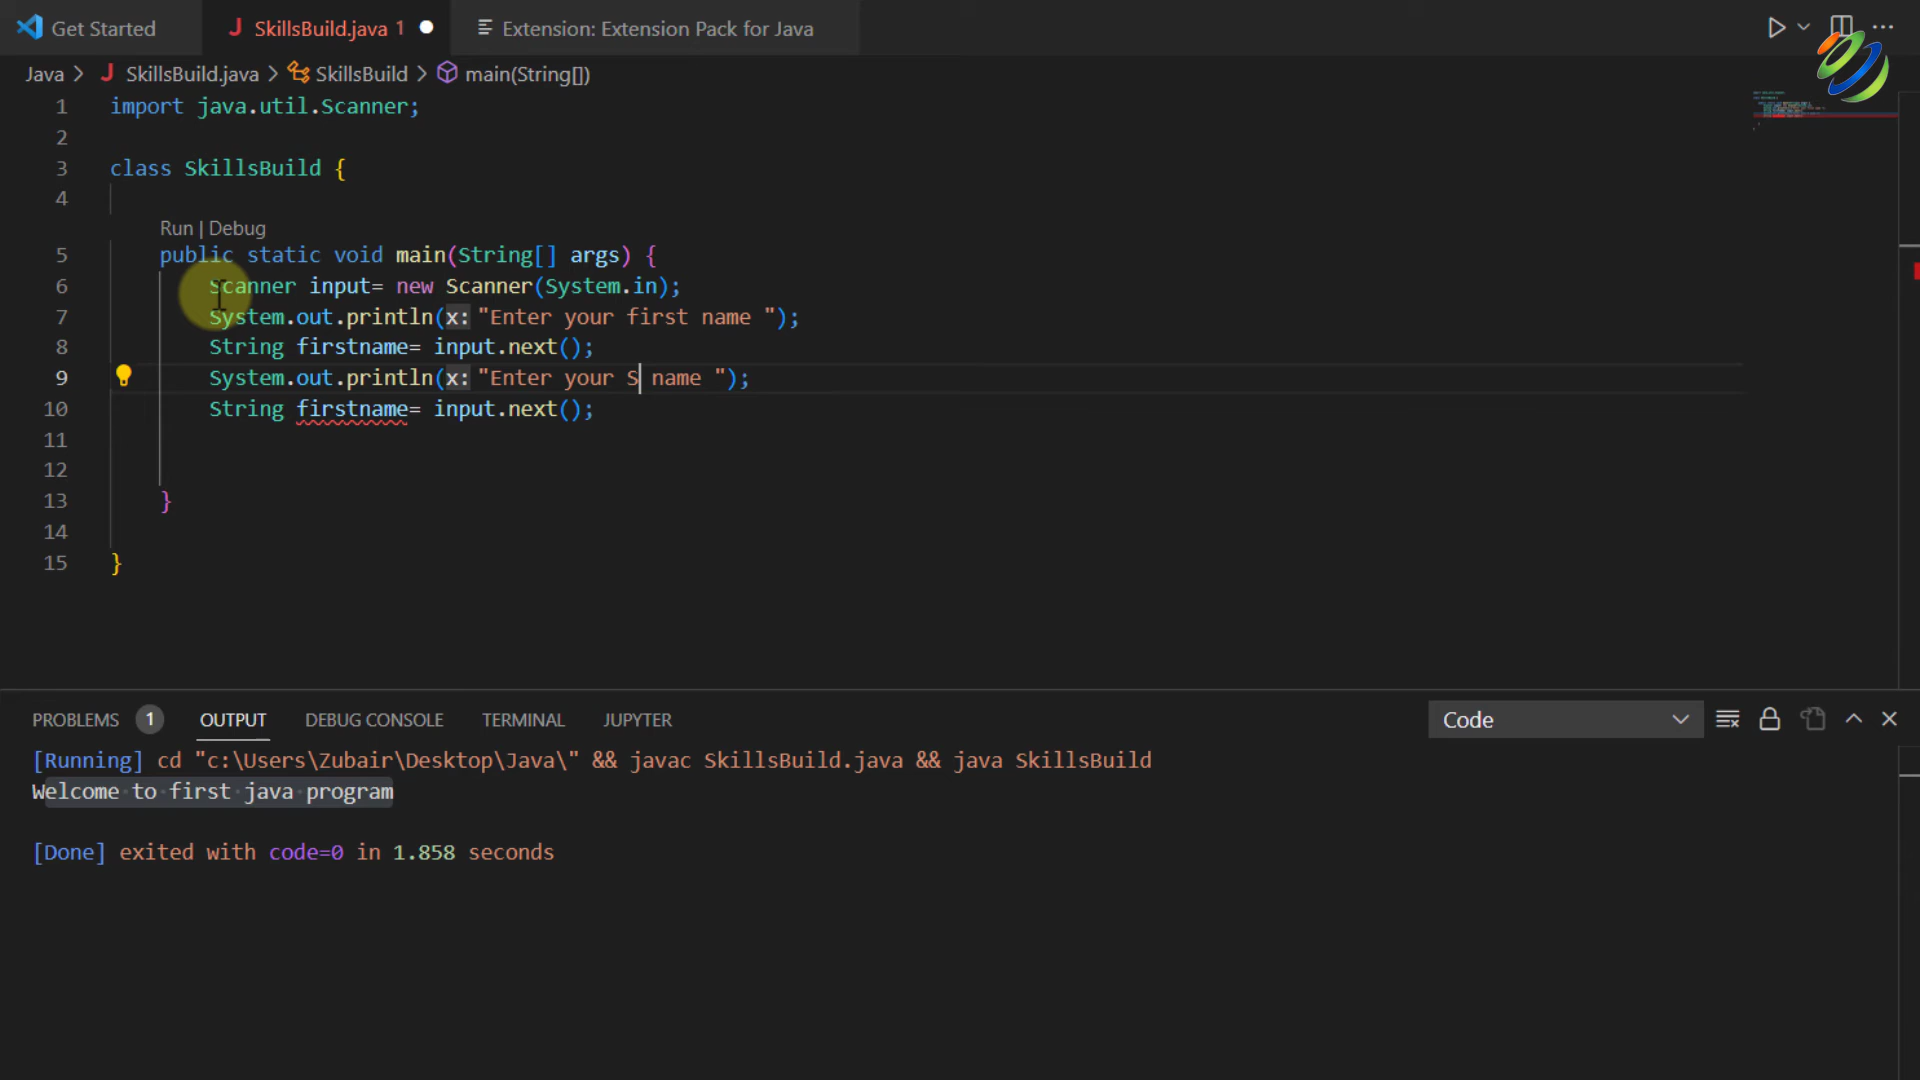 Get Started
SkillsBuild.java 1
Extension: Extension Pack for Java
Java > SkillsBuild.java > SkillsBuild > main(String[])
1 import java.util.Scanner;
2
3 class SkillsBuild {
4
Run | Debug
5 public static void main(String[] args) {
6 Scanner input= new Scanner(System.in);
7 System.out.println(x: "Enter your first name ");
8 String firstname= input.next();
9 System.out.println(x: "Enter your S name ");
10 String firstname= input.next();
11
12
13 }
14
15 }
PROBLEMS 1 OUTPUT DEBUG CONSOLE TERMINAL JUPYTER Code
[Running] cd "c:\Users\Zubair\Desktop\Java\" && javac SkillsBuild.java && java SkillsBuild
Welcome to first java program
[Done] exited with code=0 in 1.858 seconds